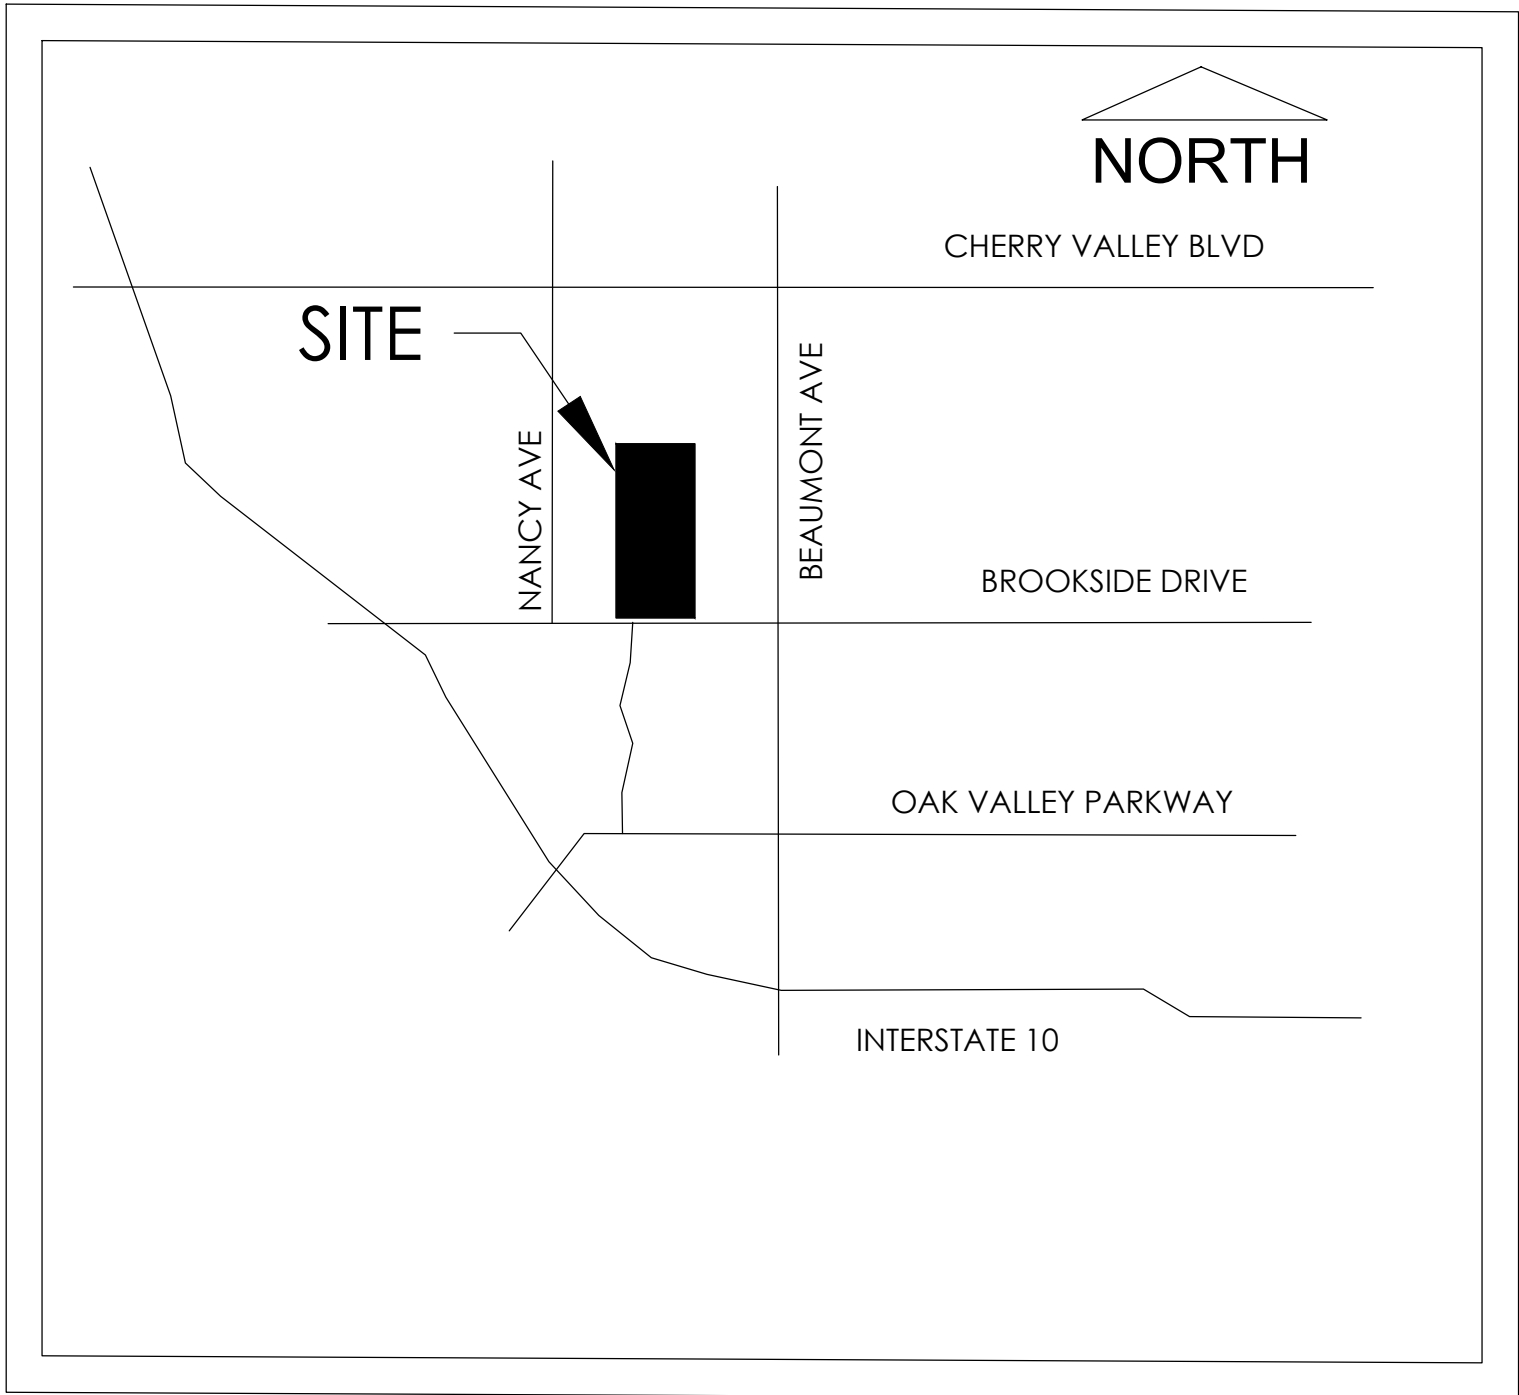 NORTH
CHERRY VALLEY BLVD
SITE
NANCY AVE
BEAUMONT AVE
BROOKSIDE DRIVE
OAK VALLEY PARKWAY
INTERSTATE 10